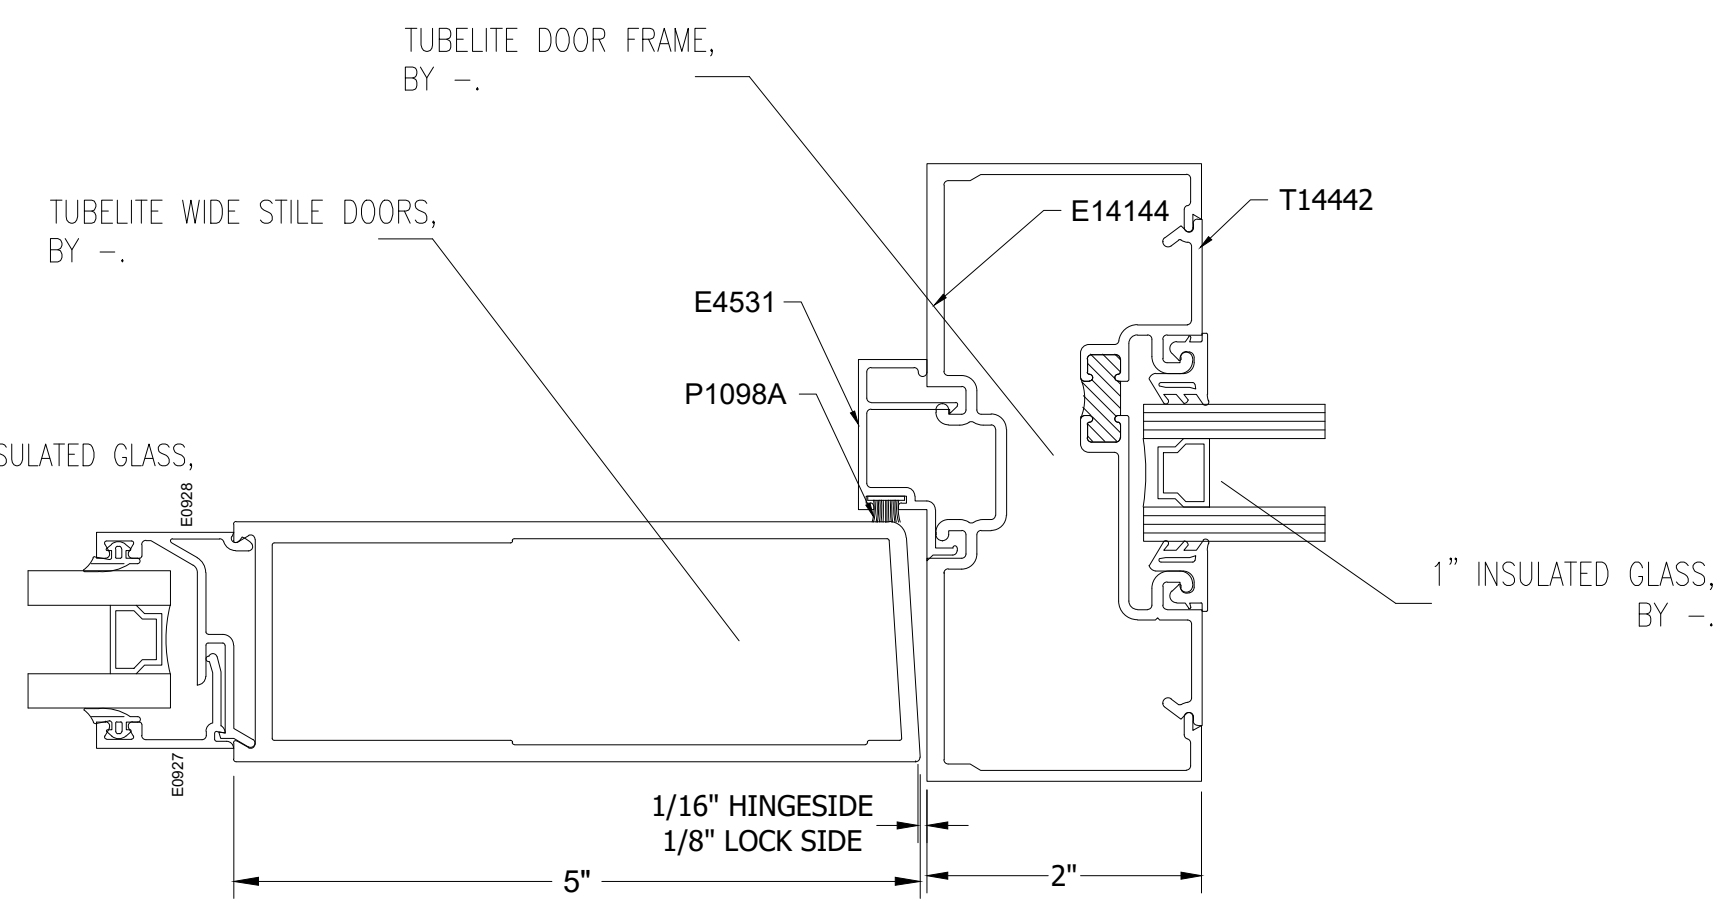 TUBELITE DOOR FRAME,
BY –.
TUBELITE WIDE STILE DOORS,
BY –.
E14144
T14442
E4531
P1098A
GLASS,
E0928
1" INSULATED GLASS,
BY –.
E0927
1/16" HINGESIDE
1/8" LOCK SIDE
5"
2"